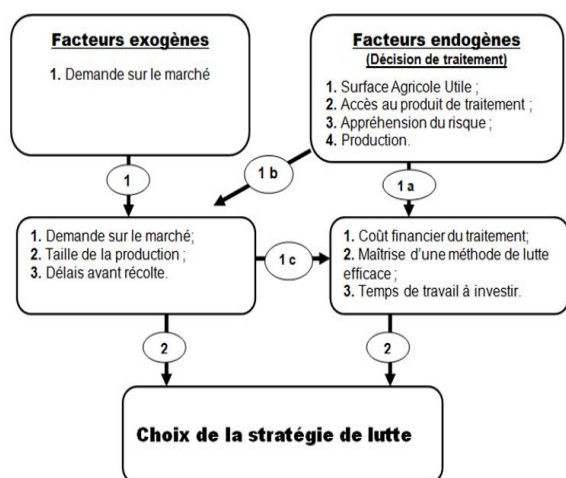 Facteurs exogènes
1. Demande sur le marché
Facteurs endogènes
(Décision de traitement)
1. Surface Agricole Utile ;
2. Accès au produit de traitement ;
3. Appréhension du risque ;
4. Production.
1
1 b
1 a
1. Demande sur le marché;
2. Taille de la production ;
3. Délais avant récolte.
1 c
1. Coût financier du traitement;
2. Maîtrise d'une méthode de lutte
efficace ;
3. Temps de travail à investir.
2
2
Choix de la stratégie de lutte